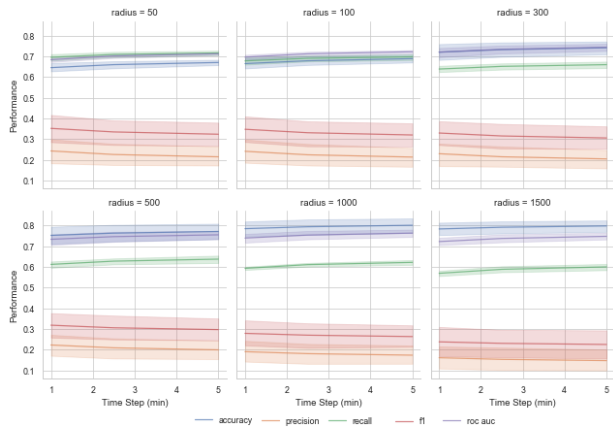 radius = 50 radius = 100 radius = 300
0.8
0.7
0.6
0.5
0.4
0.3
0.2
0.1
Performance
radius = 500 radius = 1000 radius = 1500
0.8
0.7
0.6
0.5
0.4
0.3
0.2
0.1
Performance
1 2 3 4 5 1 2 3 4 5 1 2 3 4 5
Time Step (min) Time Step (min) Time Step (min)
accuracy precision recall f1 roc auc